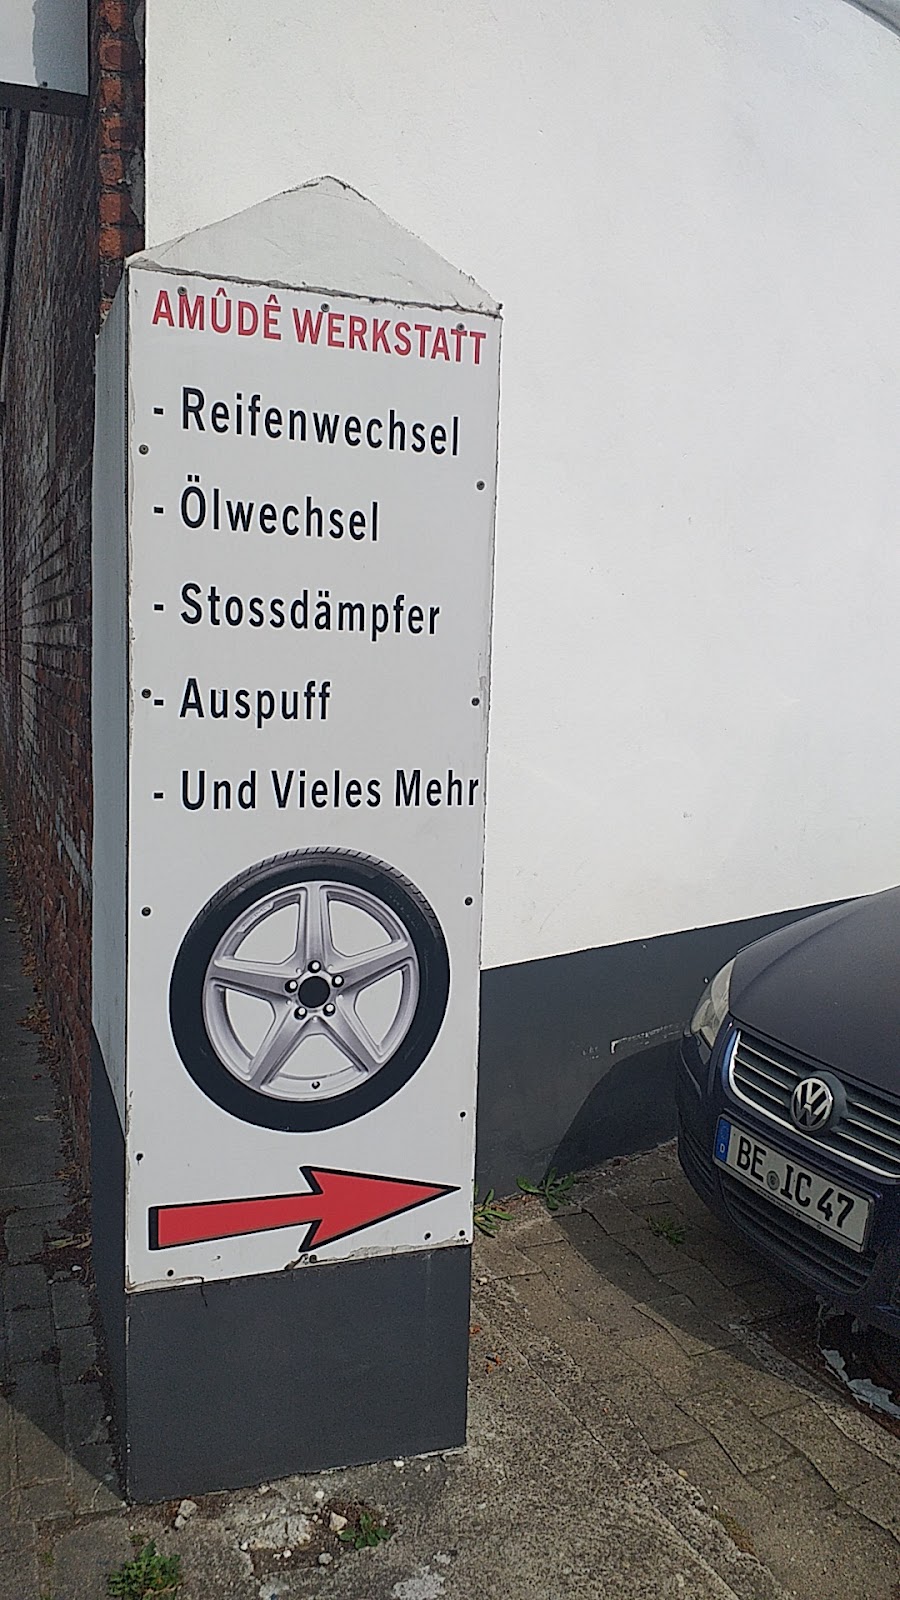 AMÛDÊ WERKSTATT
- Reifenwechsel
- Ölwechsel
- Stossdämpfer
- Auspuff
- Und Vieles Mehr
D BE IC 47